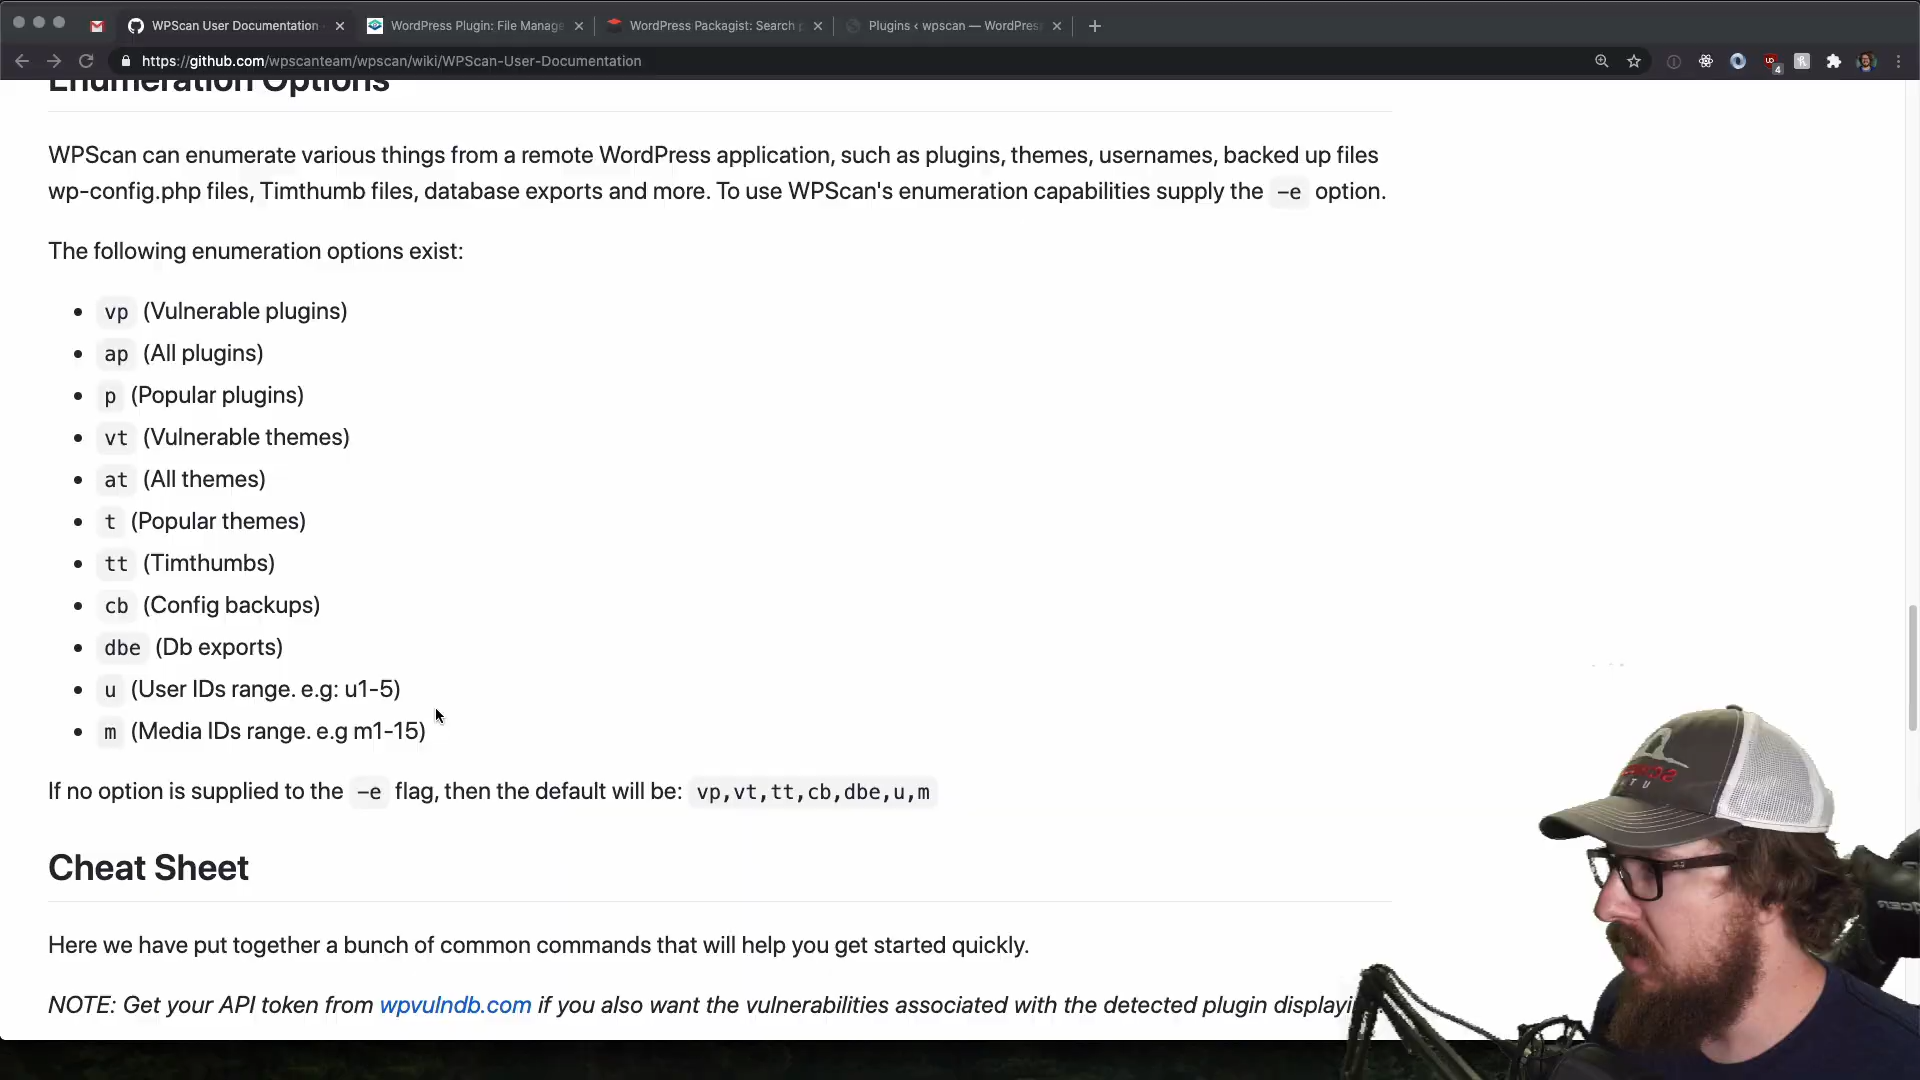 WPScan User Documentation
WordPress Plugin: File Manage
WordPress Packagist: Search
Plugins ‹ wpscan — WordPres
https://github.com/wpscanteam/wpscan/wiki/WPScan-User-Documentation
Enumeration Options
WPScan can enumerate various things from a remote WordPress application, such as plugins, themes, usernames, backed up files
wp-config.php files, Timthumb files, database exports and more. To use WPScan's enumeration capabilities supply the -e option.
The following enumeration options exist:
• vp (Vulnerable plugins)
• ap (All plugins)
• p (Popular plugins)
• vt (Vulnerable themes)
• at (All themes)
• t (Popular themes)
• tt (Timthumbs)
• cb (Config backups)
• dbe (Db exports)
• u (User IDs range. e.g: u1-5)
• m (Media IDs range. e.g m1-15)
If no option is supplied to the -e flag, then the default will be: vp,vt,tt,cb,dbe,u,m
Cheat Sheet
Here we have put together a bunch of common commands that will help you get started quickly.
NOTE: Get your API token from wpvulndb.com if you also want the vulnerabilities associated with the detected plugin displayi